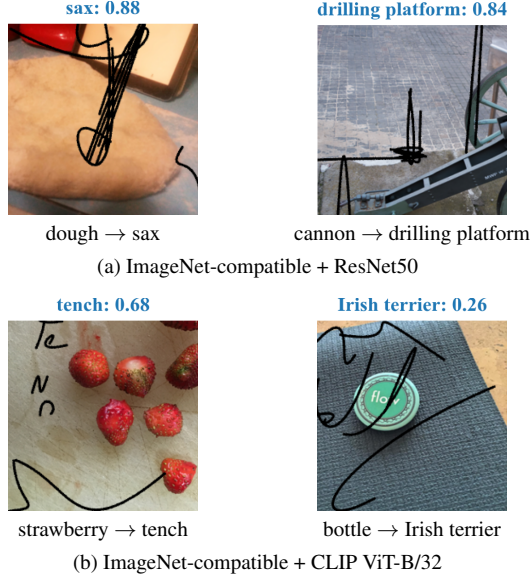 sax: 0.88
drilling platform: 0.84
dough → sax
cannon → drilling platform
(a) ImageNet-compatible + ResNet50
tench: 0.68
Irish terrier: 0.26
Te
N
n
flow
strawberry → tench
bottle → Irish terrier
(b) ImageNet-compatible + CLIP ViT-B/32